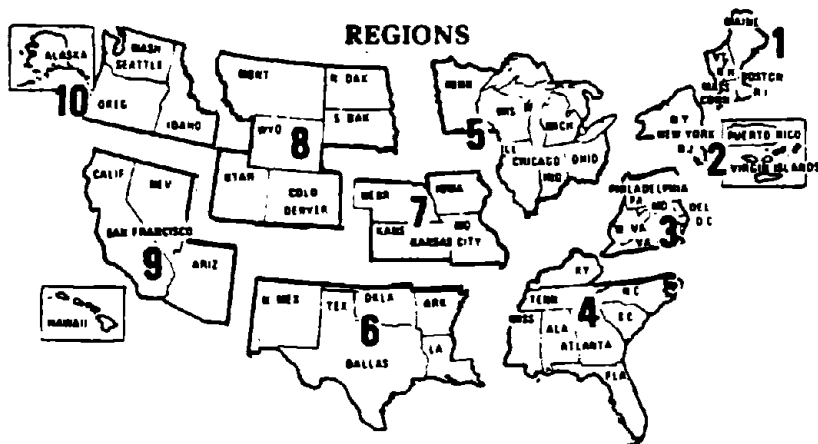 REGIONS
ALASKA
WASH
SEATTLE
OREG
IDAHO
10
MONT
N DAK
S DAK
WYO
8
UTAH
COLO
DENVER
CALIF
NEV
SAN FRANCISCO
9
ARIZ
HAWAII
MINN
WIS
MICH
5
ILL
CHICAGO
IND
OHIO
NEBR
IOWA
7
KANS
MO
KANSAS CITY
N MEX
TEX
OKLA
ARK
6
DALLAS
LA
KY
TENN
N C
MISS
4
S C
ALA
ATLANTA
FLA
MAINE
1
VT
N H
BOSTON
MASS
R I
CONN
N Y
NEW YORK
N J
2
PUERTO RICO
VIRGIN ISLANDS
PHILADELPHIA
PA
MD
DEL
D C
3
W VA
VA